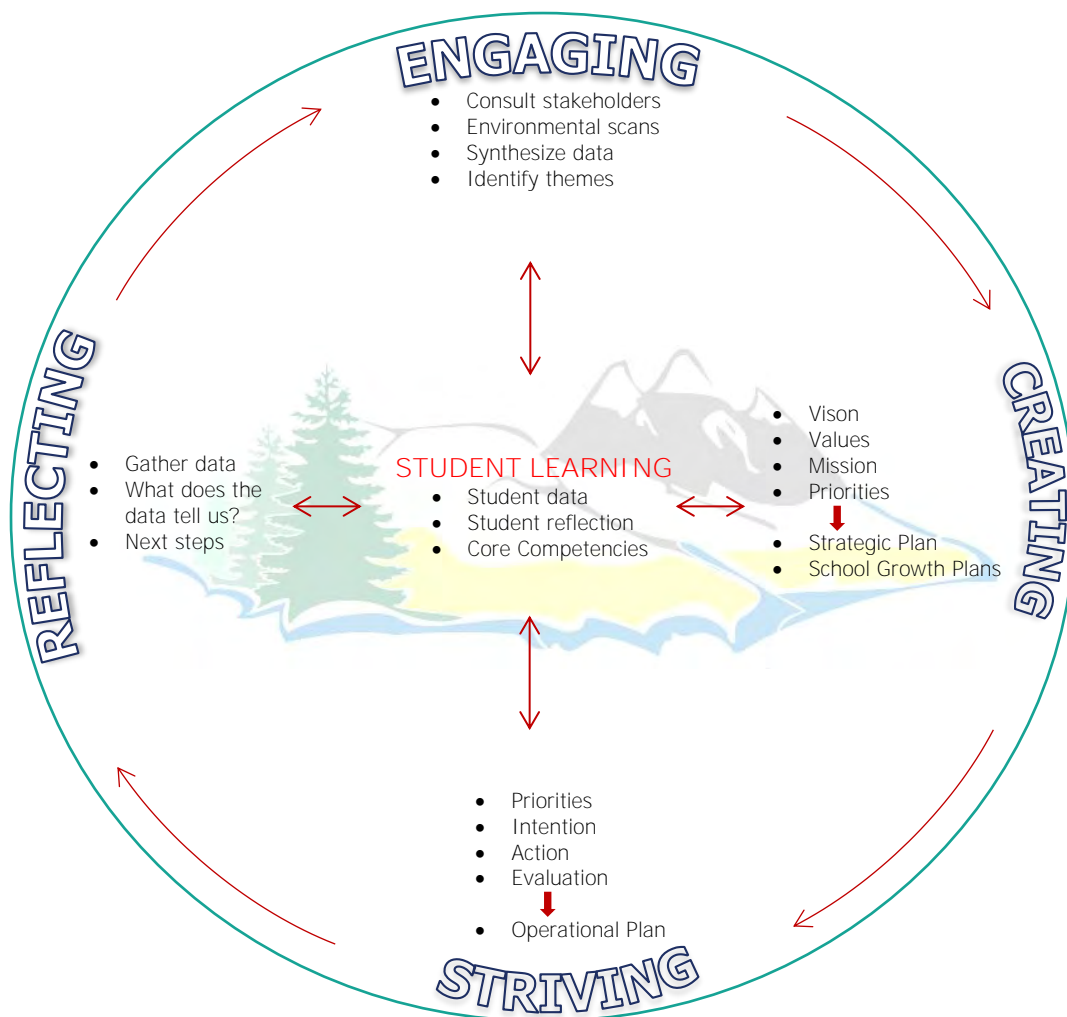 ENGAGING
• Consult stakeholders
• Environmental scans
• Synthesize data
• Identify themes
CREATING
• Vison
• Values
• Mission
• Priorities
• Strategic Plan
• School Growth Plans
STUDENT LEARNING
• Student data
• Student reflection
• Core Competencies
REFLECTING
• Gather data
• What does the
data tell us?
• Next steps
• Priorities
• Intention
• Action
• Evaluation
• Operational Plan
STRIVING